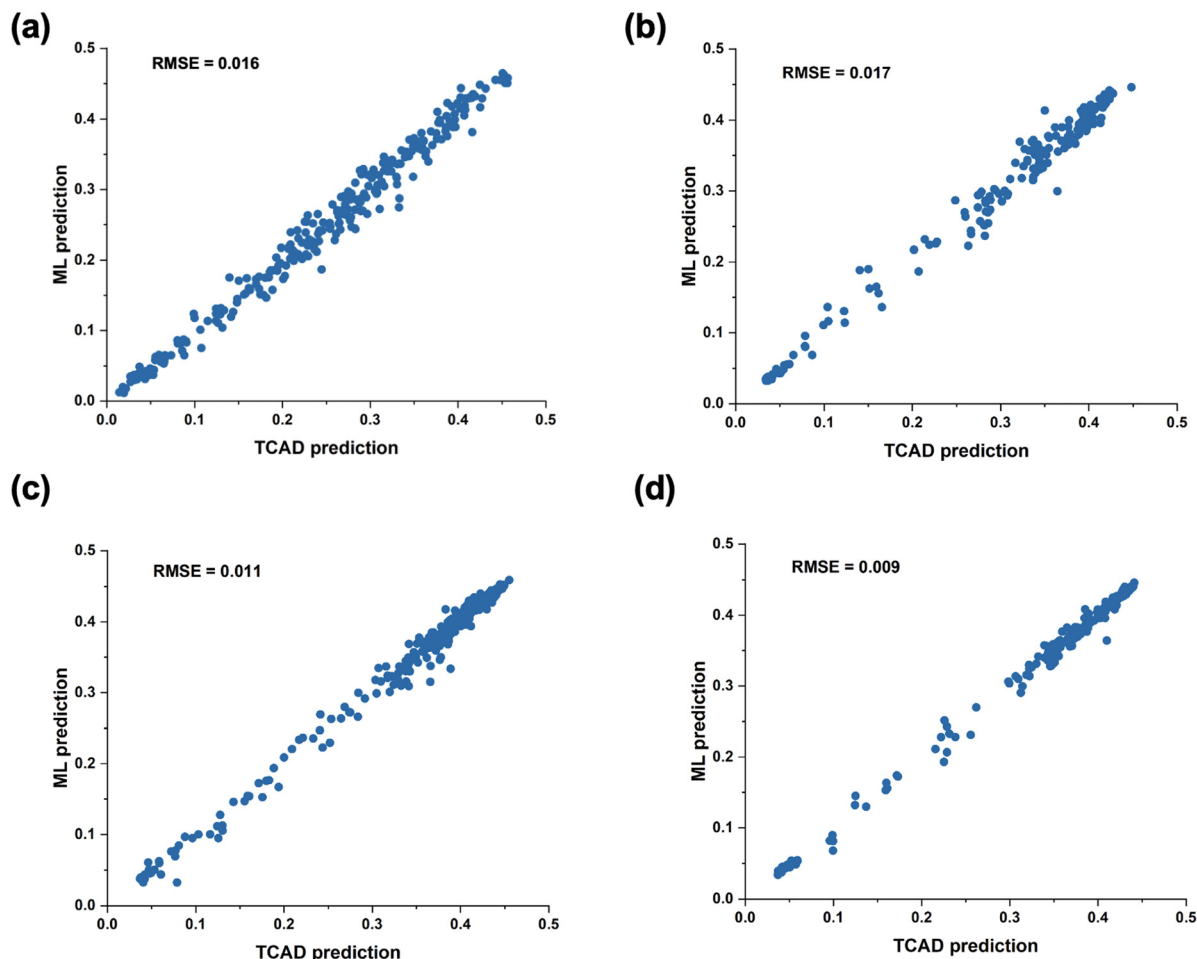 (a)
RMSE = 0.016
0.5
0.4
0.3
0.2
0.1
0.0
ML prediction
0.1 0.2 0.3 0.4 0.5
TCAD prediction
(b)
RMSE = 0.017
0.5
0.4
0.3
0.2
0.1
0.0
ML prediction
0.0 0.1 0.2 0.3 0.4 0.5
TCAD prediction
(c)
RMSE = 0.011
0.5
0.4
0.3
0.2
0.1
0.0
ML prediction
0.0 0.1 0.2 0.3 0.4 0.5
TCAD prediction
(d)
RMSE = 0.009
0.5
0.4
0.3
0.2
0.1
0.0
ML prediction
0.0 0.1 0.2 0.3 0.4 0.5
TCAD prediction